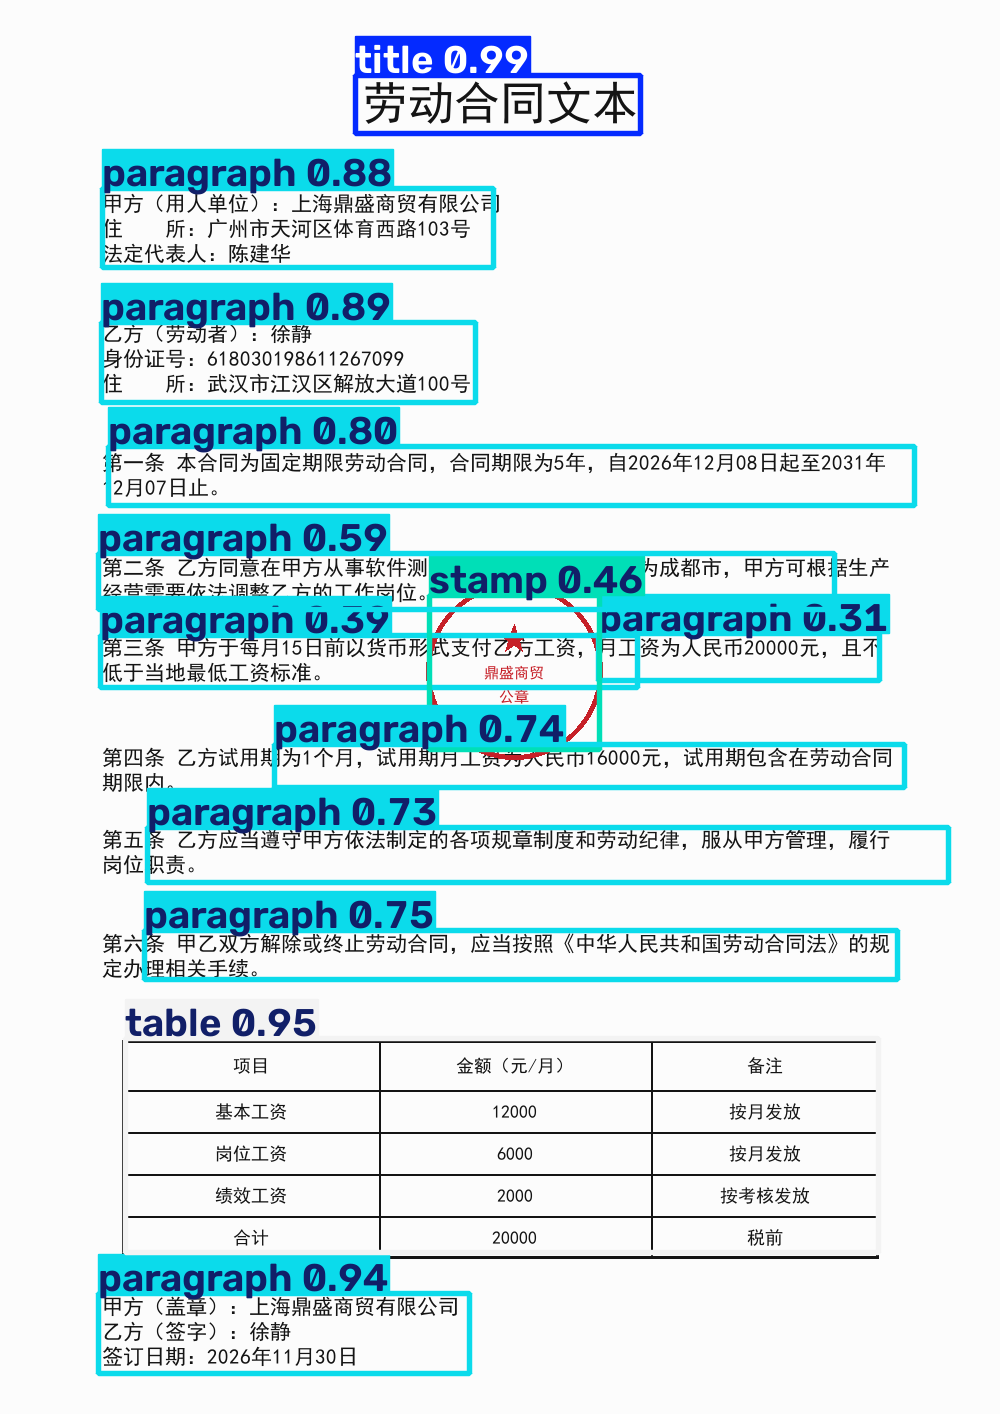 title 0.99
劳动合同文本
paragraph 0.88
甲方（用人单位）：上海鼎盛商贸有限公司
住　　所：广州市天河区体育西路103号
法定代表人：陈建华
paragraph 0.89
乙方（劳动者）：徐静
身份证号：618030198611267099
住　　所：武汉市江汉区解放大道100号
paragraph 0.80
第一条 本合同为固定期限劳动合同，合同期限为5年，自2026年12月08日起至2031年
12月07日止。
paragraph 0.59
第二条 乙方同意在甲方从事软件测
stamp 0.46
为成都市，甲方可根据生产
经营需要依法调整乙方的工作岗位。
paragraph 0.39
paragraph 0.31
第三条 甲方于每月15日前以货币形式支付乙方工资，月工资为人民币20000元，且不
低于当地最低工资标准。
鼎盛商贸
公章
paragraph 0.74
第四条 乙方试用期为1个月，试用期月工资为人民币16000元，试用期包含在劳动合同
期限内。
paragraph 0.73
第五条 乙方应当遵守甲方依法制定的各项规章制度和劳动纪律，服从甲方管理，履行
岗位职责。
paragraph 0.75
第六条 甲乙双方解除或终止劳动合同，应当按照《中华人民共和国劳动合同法》的规
定办理相关手续。
table 0.95
项目 金额（元/月） 备注
基本工资 12000 按月发放
岗位工资 6000 按月发放
绩效工资 2000 按考核发放
合计 20000 税前
paragraph 0.94
甲方（盖章）：上海鼎盛商贸有限公司
乙方（签字）：徐静
签订日期：2026年11月30日